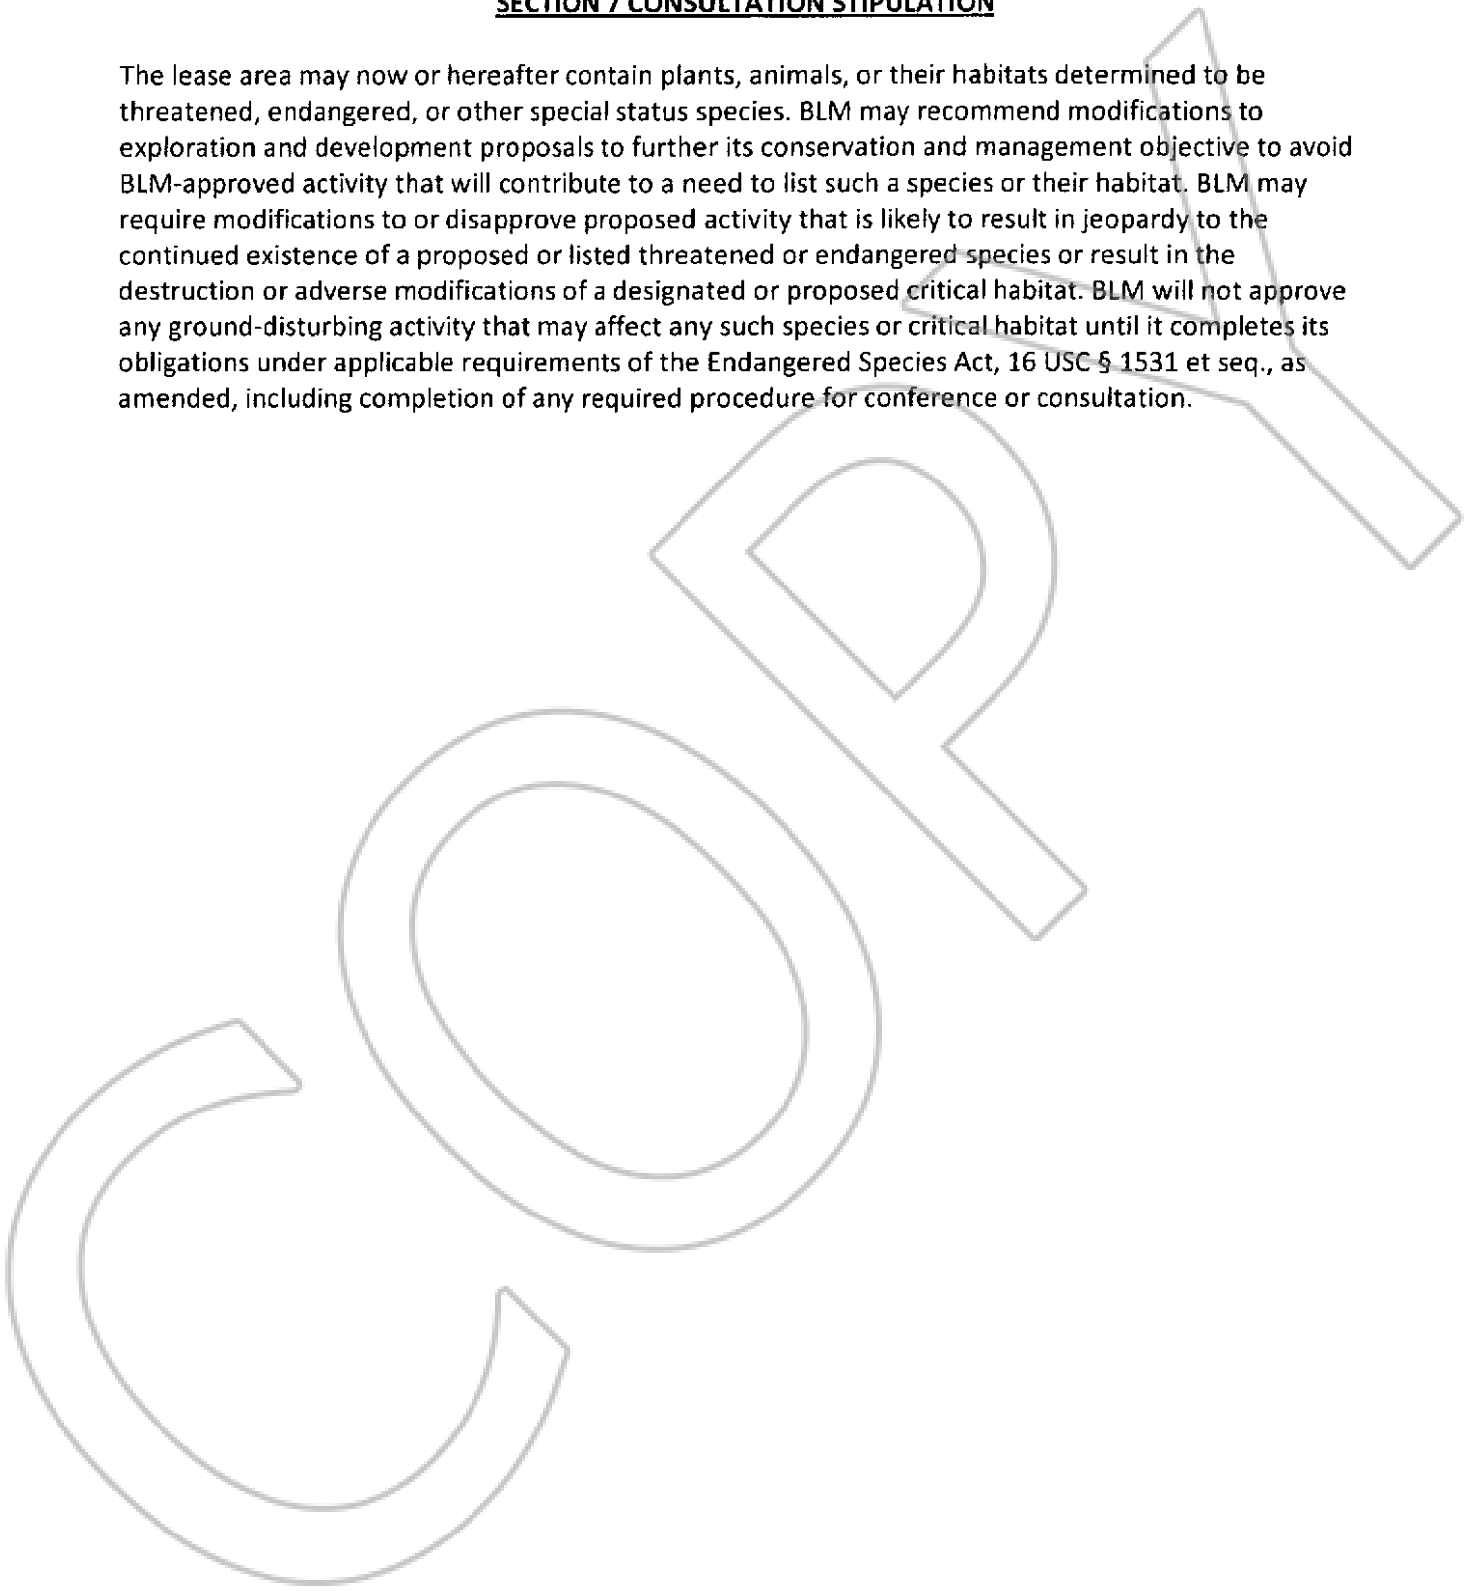 SECTION 7 CONSULTATION STIPULATION
The lease area may now or hereafter contain plants, animals, or their habitats determined to be
threatened, endangered, or other special status species. BLM may recommend modifications to
exploration and development proposals to further its conservation and management objective to avoid
BLM-approved activity that will contribute to a need to list such a species or their habitat. BLM may
require modifications to or disapprove proposed activity that is likely to result in jeopardy to the
continued existence of a proposed or listed threatened or endangered species or result in the
destruction or adverse modifications of a designated or proposed critical habitat. BLM will not approve
any ground-disturbing activity that may affect any such species or critical habitat until it completes its
obligations under applicable requirements of the Endangered Species Act, 16 USC § 1531 et seq., as
amended, including completion of any required procedure for conference or consultation.
COPY